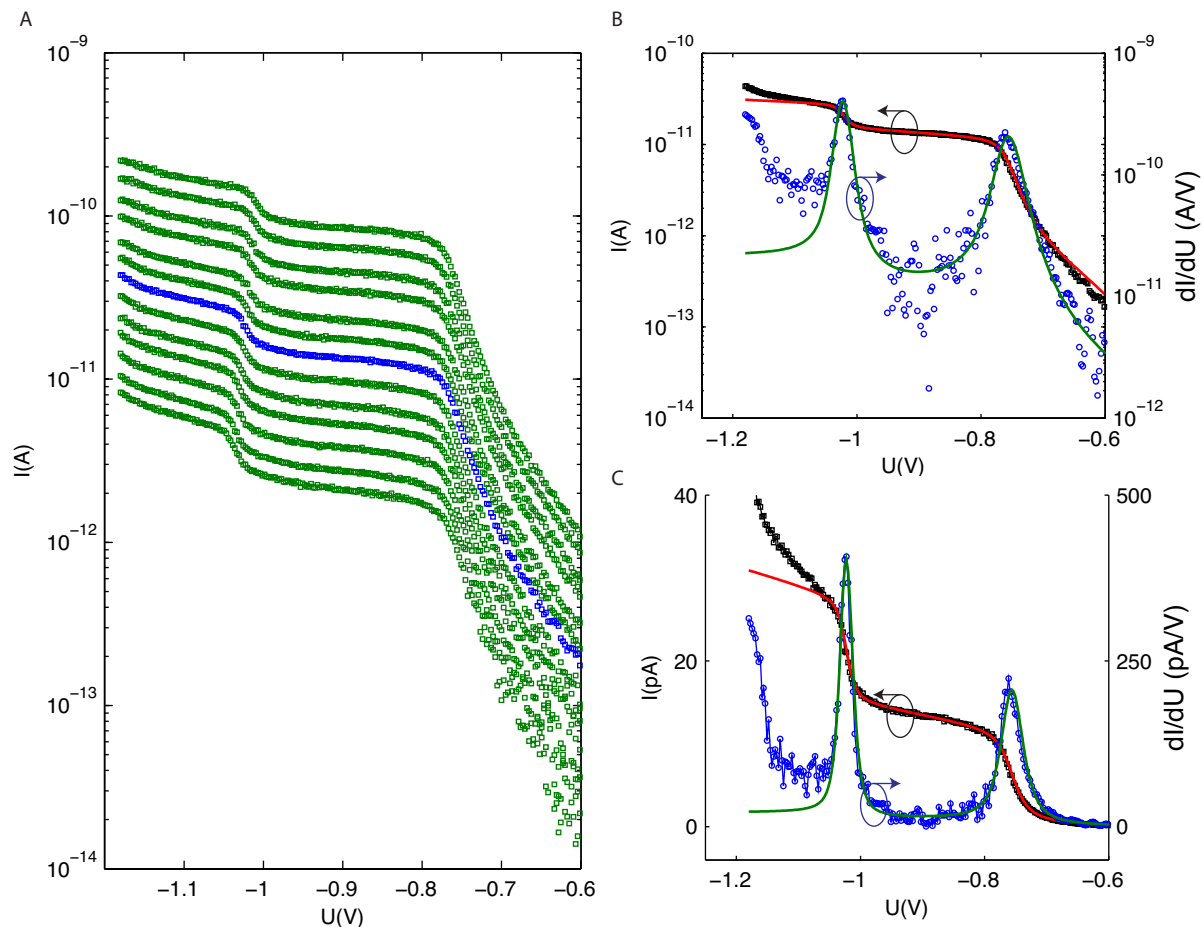 A
10⁻⁹
10⁻¹⁰
10⁻¹¹
10⁻¹²
10⁻¹³
10⁻¹⁴
I(A)
−1.1 −1 −0.9 −0.8 −0.7 −0.6
U(V)
B
10⁻¹⁰
10⁻¹¹
10⁻¹²
10⁻¹³
10⁻¹⁴
I(A)
10⁻⁹
10⁻¹⁰
10⁻¹¹
10⁻¹²
dI/dU (A/V)
−1.2 −1 −0.8 −0.6
U(V)
C
40
20
0
I(pA)
500
250
0
dI/dU (pA/V)
−1.2 −1 −0.8 −0.6
U(V)